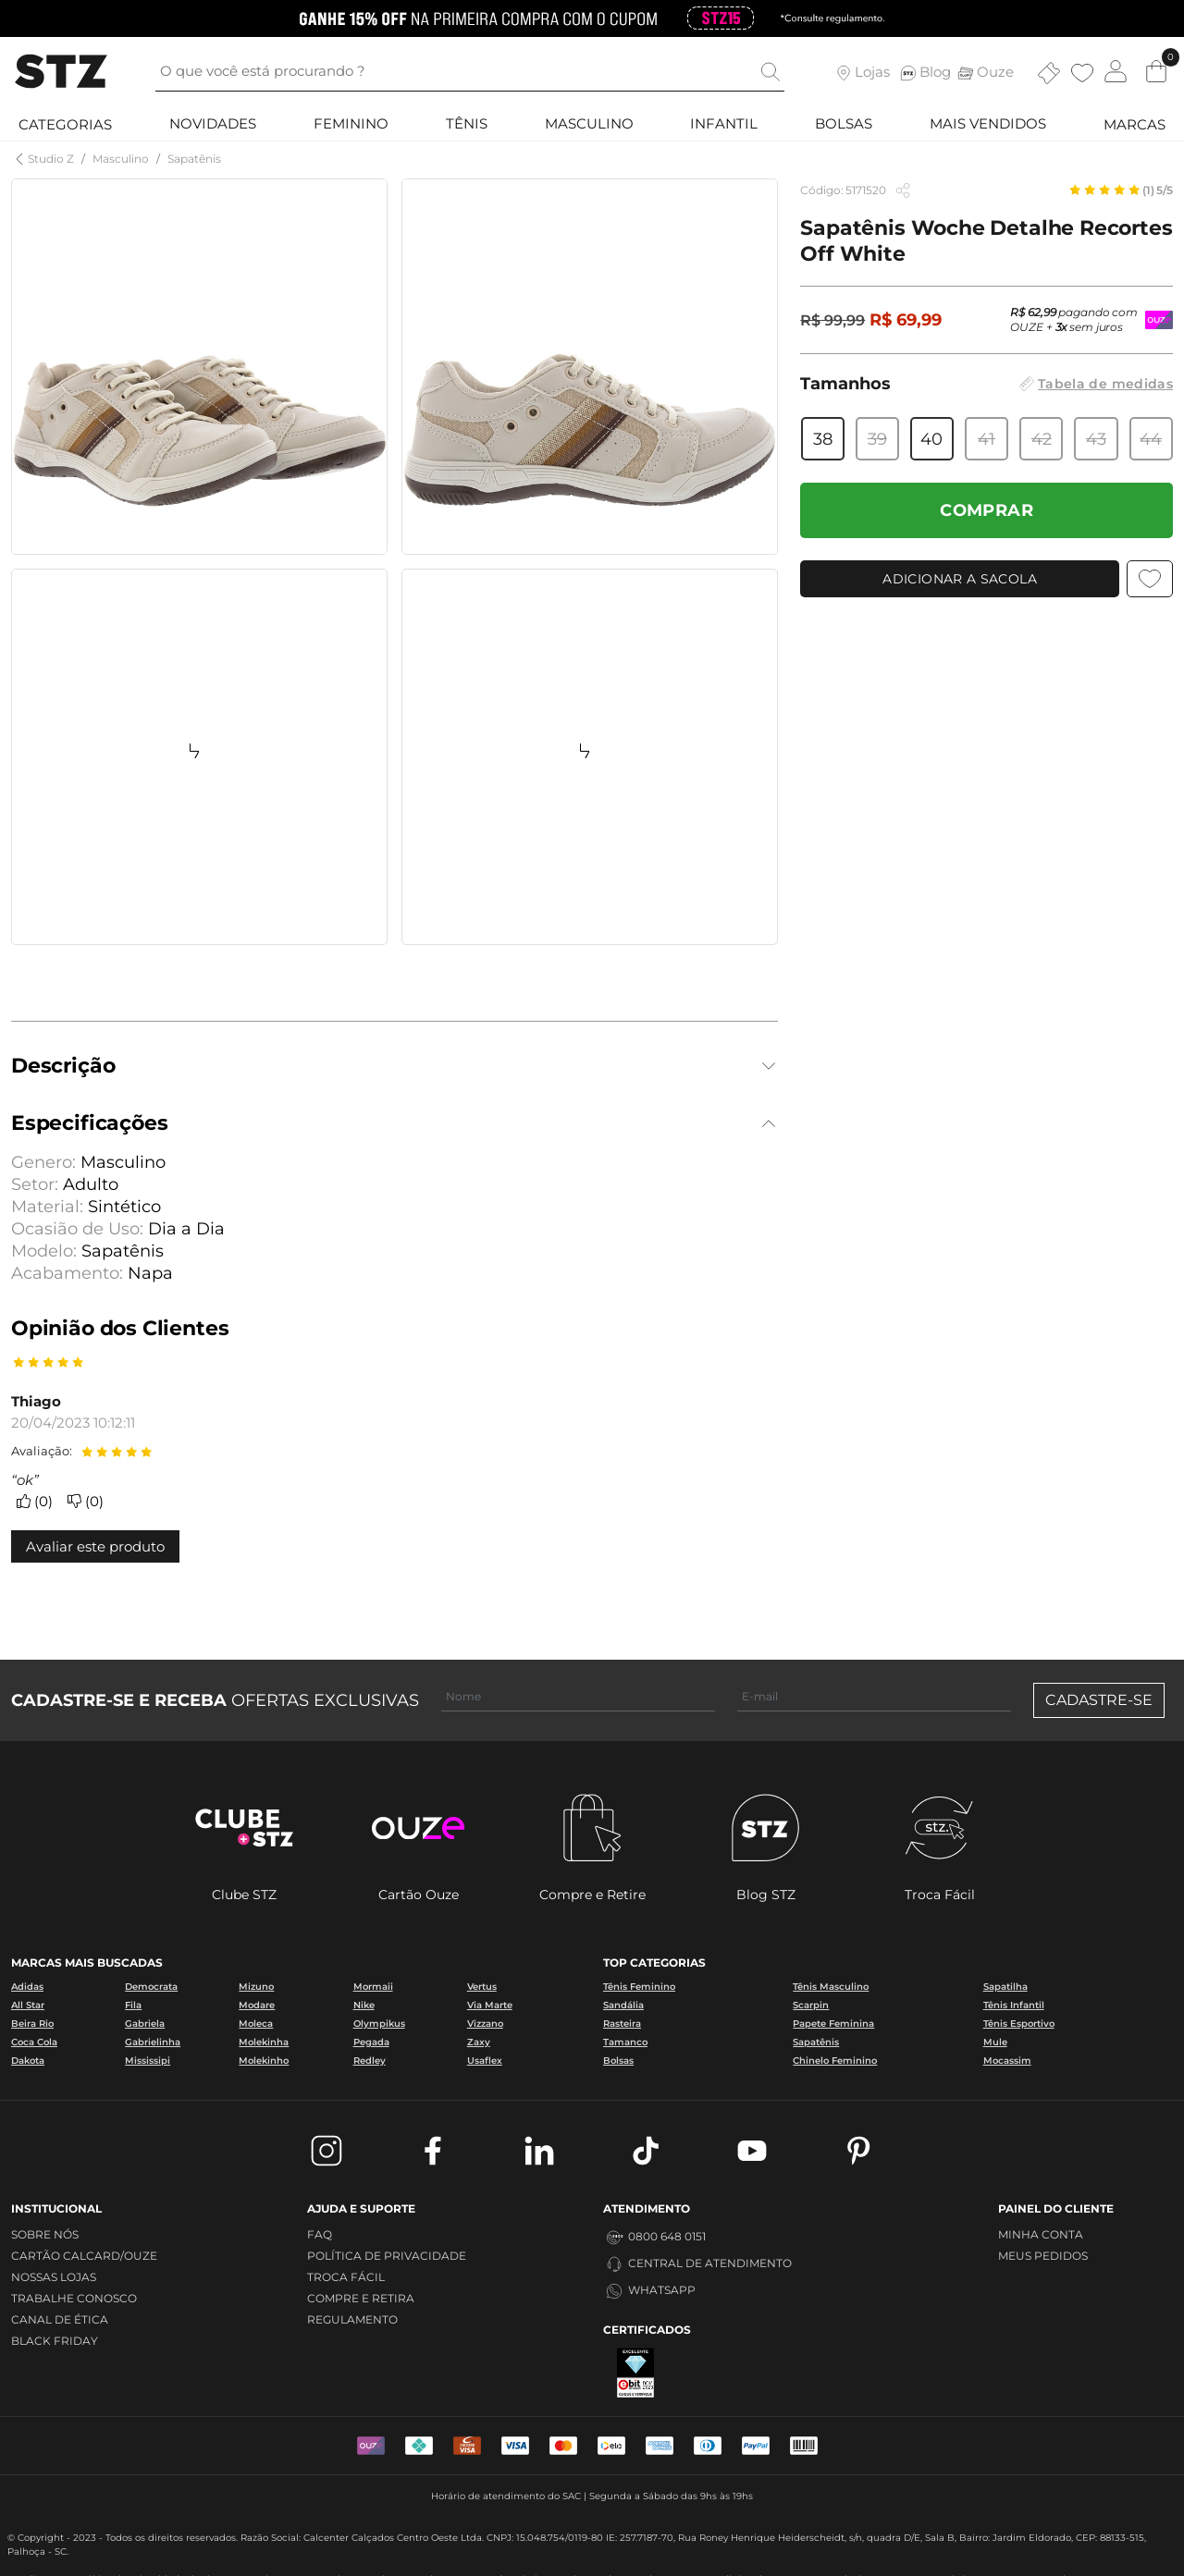 GANHE 15% OFF NA PRIMEIRA COMPRA COM O CUPOM STZ15 *Consulte regulamento.
STZ
O que você está procurando ?
Lojas
Blog
Ouze
0
CATEGORIAS NOVIDADES FEMININO TÊNIS MASCULINO INFANTIL BOLSAS MAIS VENDIDOS MARCAS
Studio Z / Masculino / Sapatênis
Código: 5171520
(1) 5/5
Sapatênis Woche Detalhe Recortes
Off White
R$ 99,99 R$ 69,99
R$ 62,99 pagando com
OUZE + 3x sem juros
OUZE
Tamanhos
Tabela de medidas
38 39 40 41 42 43 44
COMPRAR
ADICIONAR A SACOLA
Descrição
Especificações
Genero: Masculino
Setor: Adulto
Material: Sintético
Ocasião de Uso: Dia a Dia
Modelo: Sapatênis
Acabamento: Napa
Opinião dos Clientes
Thiago
20/04/2023 10:12:11
Avaliação:
“ok”
(0) (0)
Avaliar este produto
CADASTRE-SE E RECEBA OFERTAS EXCLUSIVAS
Nome
E-mail
CADASTRE-SE
CLUBE
+STZ
ouze
STZ
stz.
Clube STZ
Cartão Ouze
Compre e Retire
Blog STZ
Troca Fácil
MARCAS MAIS BUSCADAS
Adidas Democrata Mizuno Mormaii Vertus
All Star Fila Modare Nike Via Marte
Beira Rio Gabriela Moleca Olympikus Vizzano
Coca Cola Gabrielinha Molekinha Pegada Zaxy
Dakota Mississipi Molekinho Redley Usaflex
TOP CATEGORIAS
Tênis Feminino Tênis Masculino Sapatilha
Sandália Scarpin Tênis Infantil
Rasteira Papete Feminina Tênis Esportivo
Tamanco Sapatênis Mule
Bolsas Chinelo Feminino Mocassim
INSTITUCIONAL
SOBRE NÓS
CARTÃO CALCARD/OUZE
NOSSAS LOJAS
TRABALHE CONOSCO
CANAL DE ÉTICA
BLACK FRIDAY
AJUDA E SUPORTE
FAQ
POLÍTICA DE PRIVACIDADE
TROCA FÁCIL
COMPRE E RETIRA
REGULAMENTO
ATENDIMENTO
0800 648 0151
CENTRAL DE ATENDIMENTO
WHATSAPP
CERTIFICADOS
EXCELENTE
ebit
PAINEL DO CLIENTE
MINHA CONTA
MEUS PEDIDOS
OUZE VISA VISA elo PayPal
Horário de atendimento do SAC | Segunda a Sábado das 9hs às 19hs
© Copyright - 2023 - Todos os direitos reservados. Razão Social: Calcenter Calçados Centro Oeste Ltda. CNPJ: 15.048.754/0119-80 IE: 257.7187-70, Rua Roney Henrique Heiderscheidt, s/n, quadra D/E, Sala B, Bairro: Jardim Eldorado, CEP: 88133-515,
Palhoça - SC.